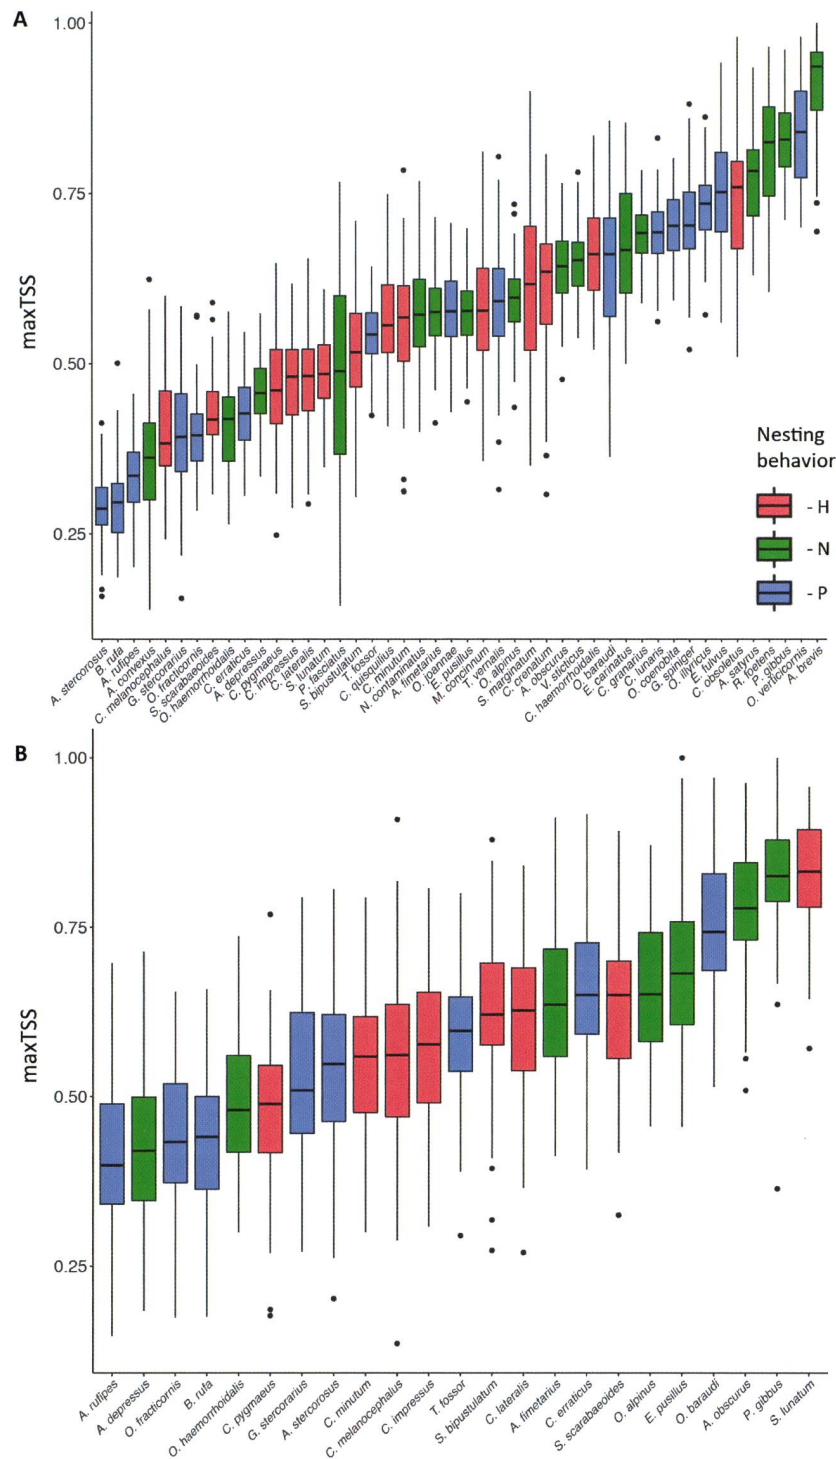 A
1.00
0.75
0.50
0.25
maxTSS
Nesting
behavior
- H
- N
- P
A. stercorosus
B. rufa
A. rufipes
A. convexus
C. melanocephalus
G. stercorarius
O. fracticornis
S. scarabaeoides
O. haemorrhoidalis
C. erraticus
A. depressus
C. pygmaeus
C. impressus
C. lateralis
S. lunatum
P. fasciatus
S. bipustulatum
T. fossor
C. quisquilius
C. minutum
N. contaminatus
A. fimetarius
O. joannae
E. pusillus
M. concinnum
T. vernalis
O. alpinus
S. marginatum
C. crenatum
A. obscurus
V. sticticus
C. haemorrhoidalis
O. baraudi
E. carinatus
C. granarius
C. lunaris
O. coenobita
G. spiniger
O. illyricus
E. fulvus
C. obsoletus
A. satyrus
R. foetens
P. gibbus
O. verticicornis
A. brevis
B
1.00
0.75
0.50
0.25
maxTSS
A. rufipes
A. depressus
O. fracticornis
B. rufa
O. haemorrhoidalis
C. pygmaeus
G. stercorarius
A. stercorosus
C. minutum
C. melanocephalus
C. impressus
T. fossor
S. bipustulatum
C. lateralis
A. fimetarius
C. erraticus
S. scarabaeoides
O. alpinus
E. pusillus
O. baraudi
A. obscurus
P. gibbus
S. lunatum